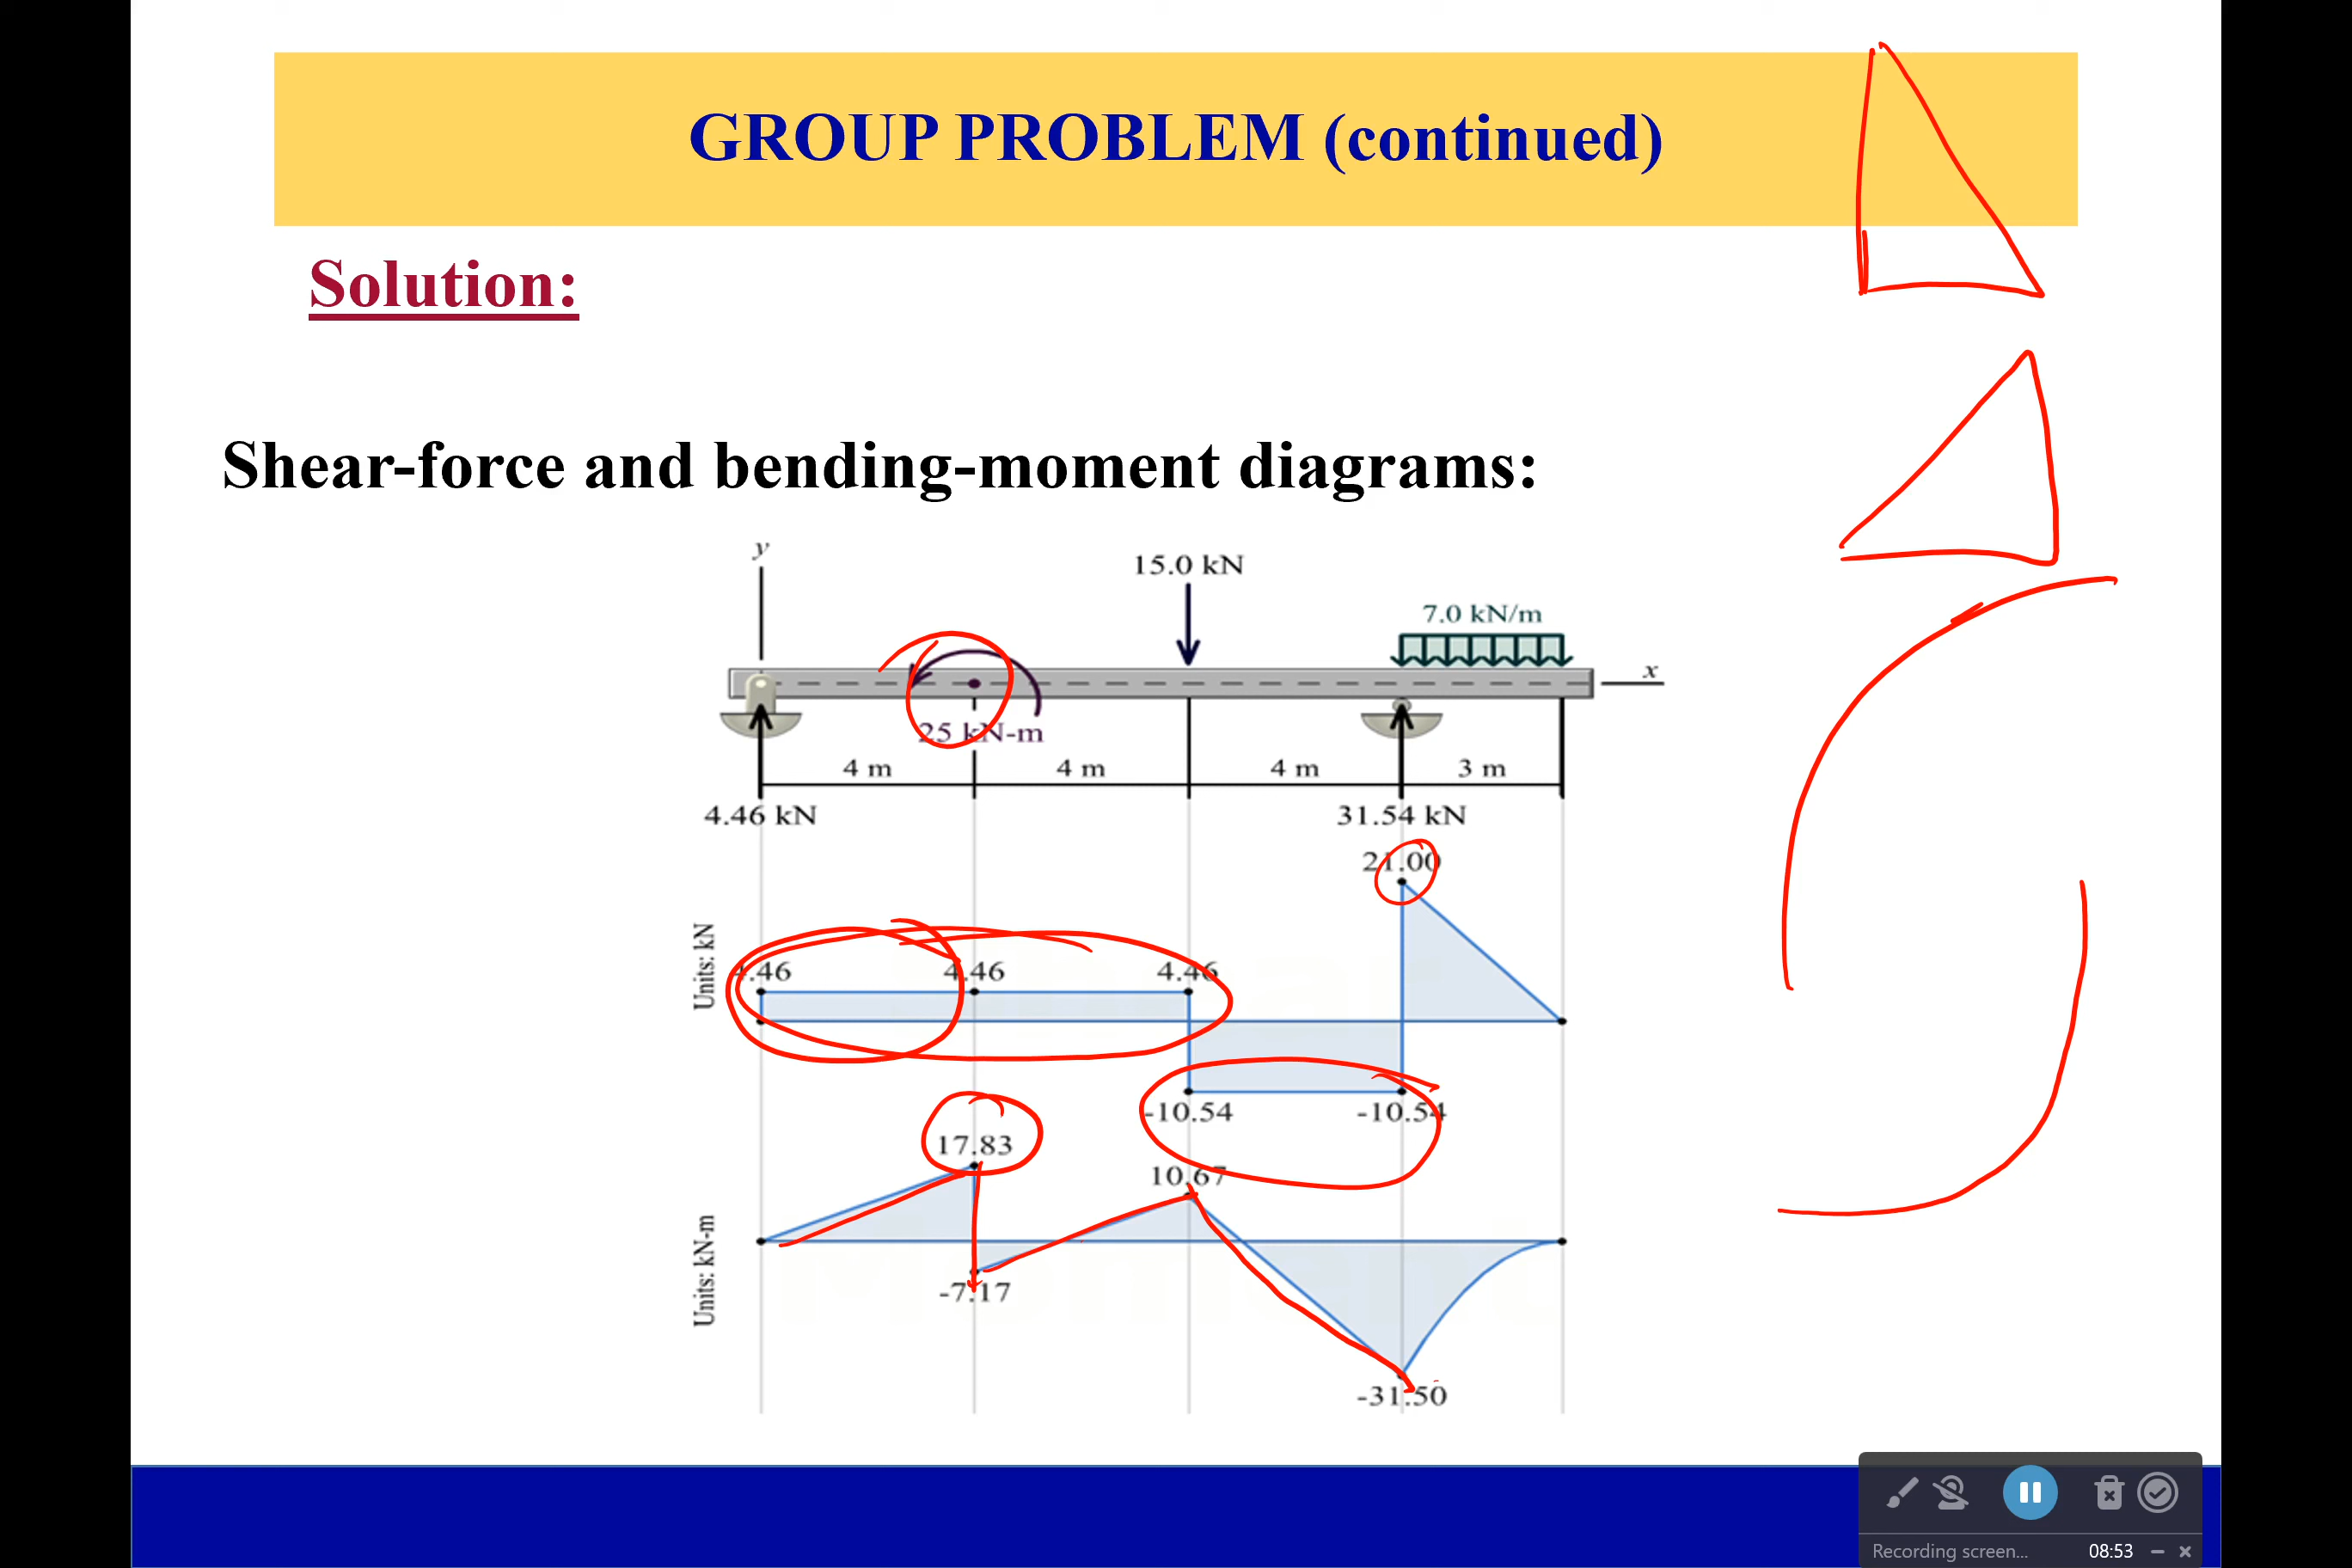 GROUP PROBLEM (continued)
Solution:
Shear-force and bending-moment diagrams:
y
15.0 kN
7.0 kN/m
x
25 kN-m
4 m 4 m 4 m 3 m
4.46 kN 31.54 kN
21.00
Units: kN
4.46 4.46 4.46
-10.54 -10.54
17.83
10.67
Units: kN-m
-7.17
-31.50
Recording screen... 08:53